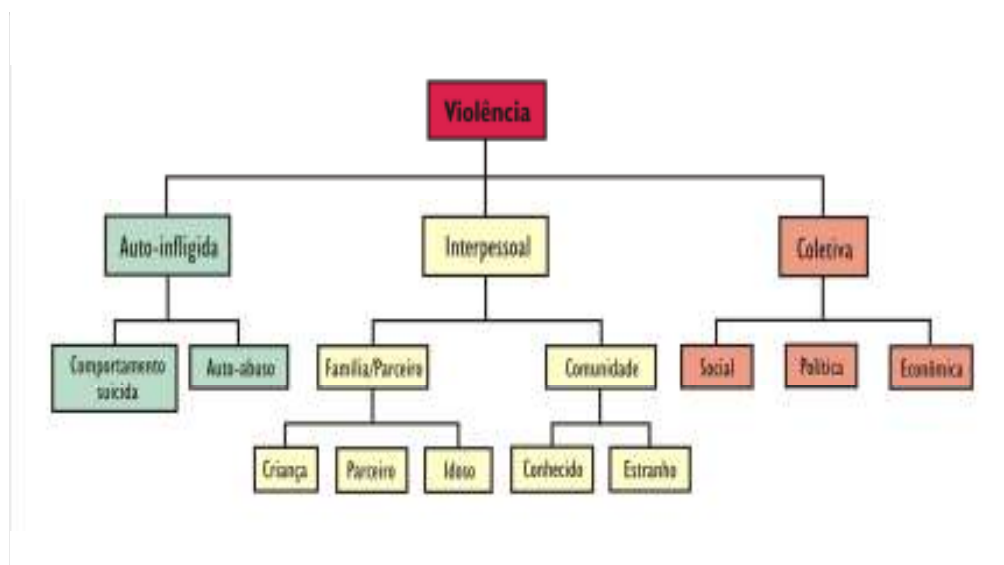 Violência
Auto-infligida
Interpessoal
Coletiva
Comportamento
suicida
Auto-abuso
Família/Parceiro
Comunidade
Social
Política
Econômica
Criança
Parceiro
Idoso
Conhecido
Estranho